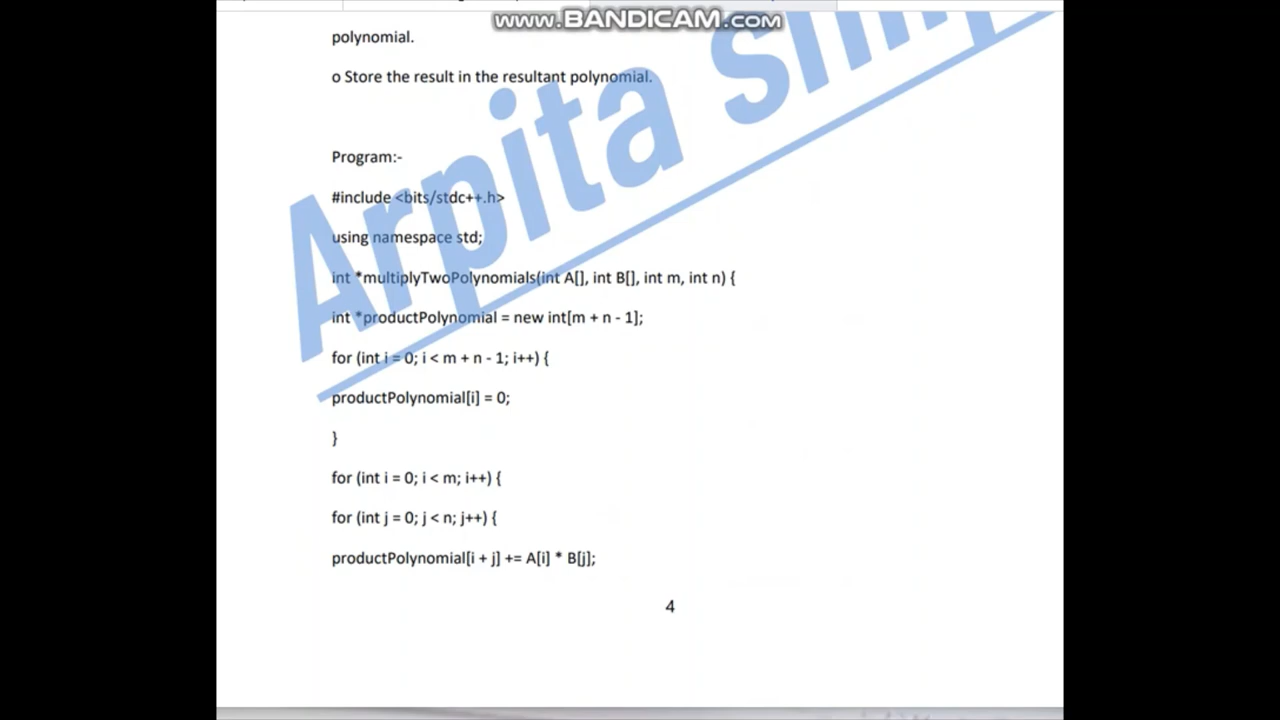 www.BANDICAM.com
polynomial.
o Store the result in the resultant polynomial.
Program:-
#include <bits/stdc++.h>
using namespace std;
int *multiplyTwoPolynomials(int A[], int B[], int m, int n) {
int *productPolynomial = new int[m + n - 1];
for (int i = 0; i < m + n - 1; i++) {
productPolynomial[i] = 0;
}
for (int i = 0; i < m; i++) {
for (int j = 0; j < n; j++) {
productPolynomial[i + j] += A[i] * B[j];
4
Arpita